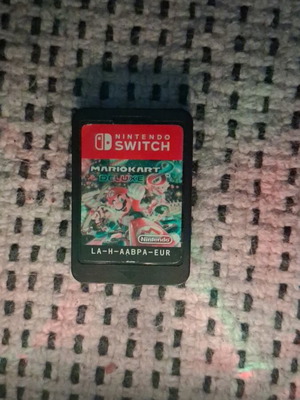 NINTENDO
SWITCH
MARIOKART 8
DELUXE
Nintendo
LA-H-AABPA-EUR